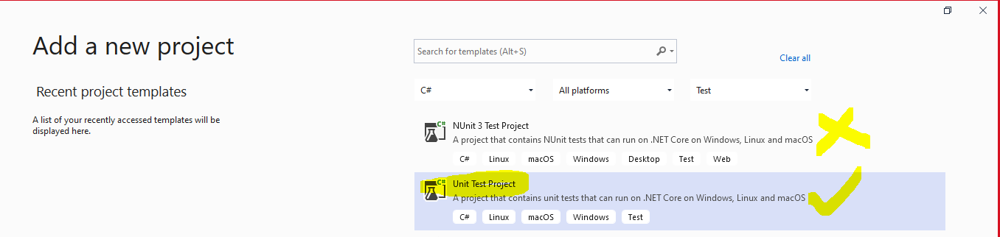 Add a new project
Search for templates (Alt+S)
Clear all
Recent project templates
C#
All platforms
Test
A list of your recently accessed templates will be
displayed here.
C#
NUnit 3 Test Project
A project that contains NUnit tests that can run on .NET Core on Windows, Linux and macOS
C# Linux macOS Windows Desktop Test Web
C#
Unit Test Project
A project that contains unit tests that can run on .NET Core on Windows, Linux and macOS
C# Linux macOS Windows Test